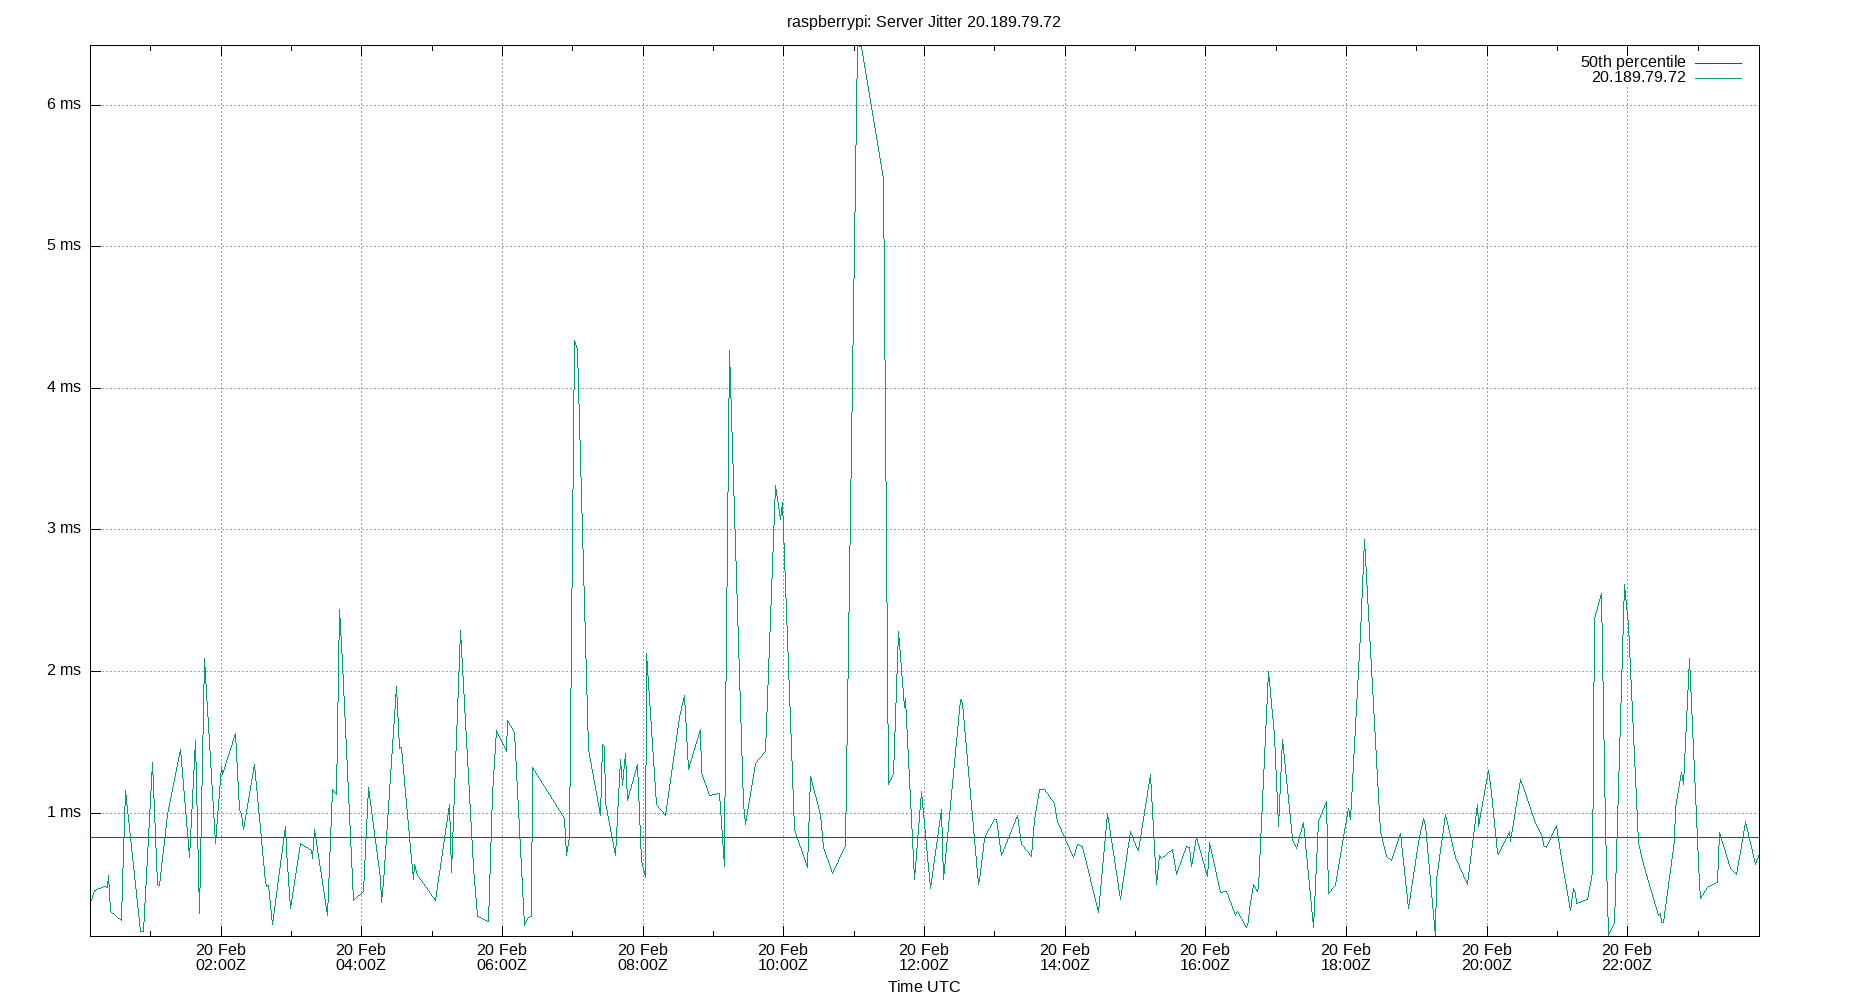 raspberrypi: Server Jitter 20.189.79.72
50th percentile
20.189.79.72
6 ms
5 ms
4 ms
3 ms
2 ms
1 ms
20 Feb 20 Feb 20 Feb 20 Feb 20 Feb 20 Feb 20 Feb 20 Feb 20 Feb 20 Feb 20 Feb
02:00Z 04:00Z 06:00Z 08:00Z 10:00Z 12:00Z 14:00Z 16:00Z 18:00Z 20:00Z 22:00Z
Time UTC